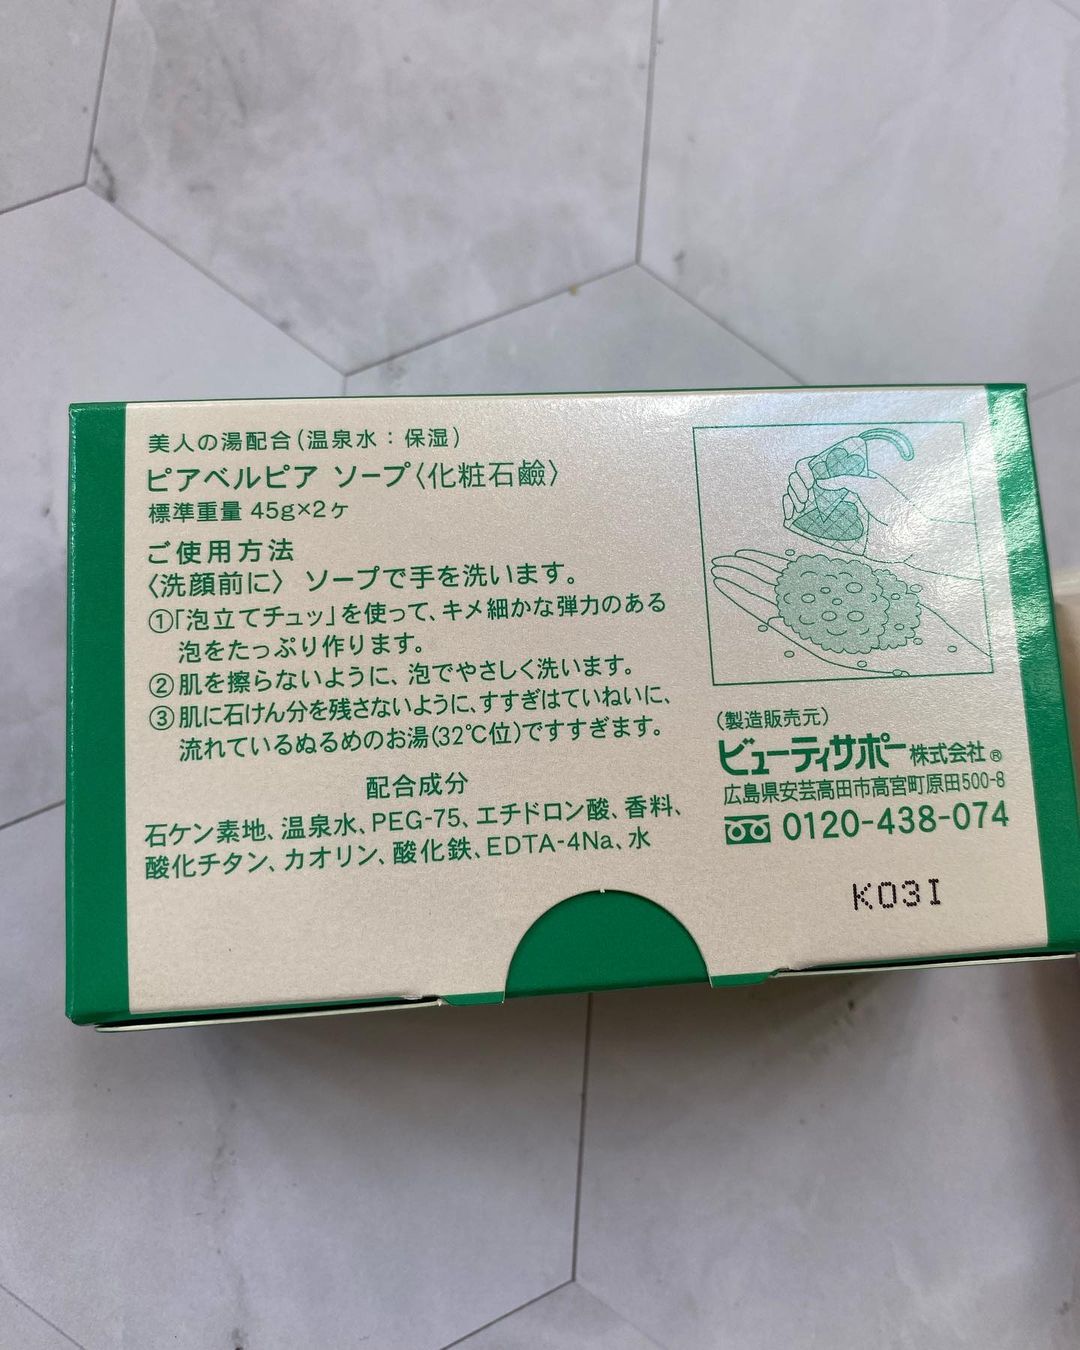 美人の湯配合(温泉水：保湿)
ピアベルピア ソープ〈化粧石鹼〉
標準重量 45g×2ヶ
ご使用方法
〈洗顔前に〉 ソープで手を洗います。
①「泡立てチュッ」を使って、キメ細かな弾力のある
泡をたっぷり作ります。
②肌を擦らないように、泡でやさしく洗います。
③肌に石けん分を残さないように、すすぎはていねいに、
流れているぬるめのお湯(32℃位)ですすぎます。
配合成分
石ケン素地、温泉水、PEG-75、エチドロン酸、香料、
酸化チタン、カオリン、酸化鉄、EDTA-4Na、水
(製造販売元)
ビューティサポー株式会社®
広島県安芸高田市高宮町原田500-8
0120-438-074
K03I